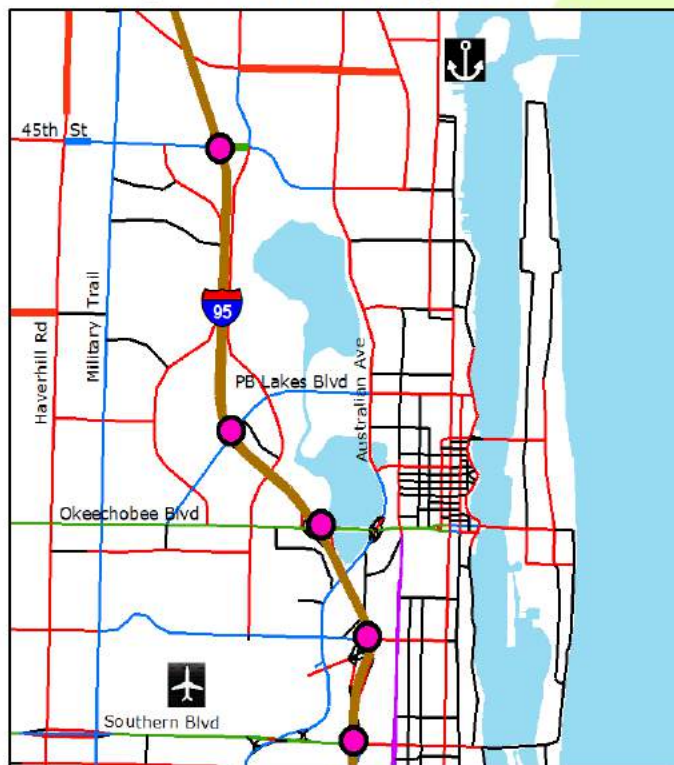 45th St
95
Military Trail
Haverhill Rd
PB Lakes Blvd
Australian Ave
Okeechobee Blvd
Southern Blvd